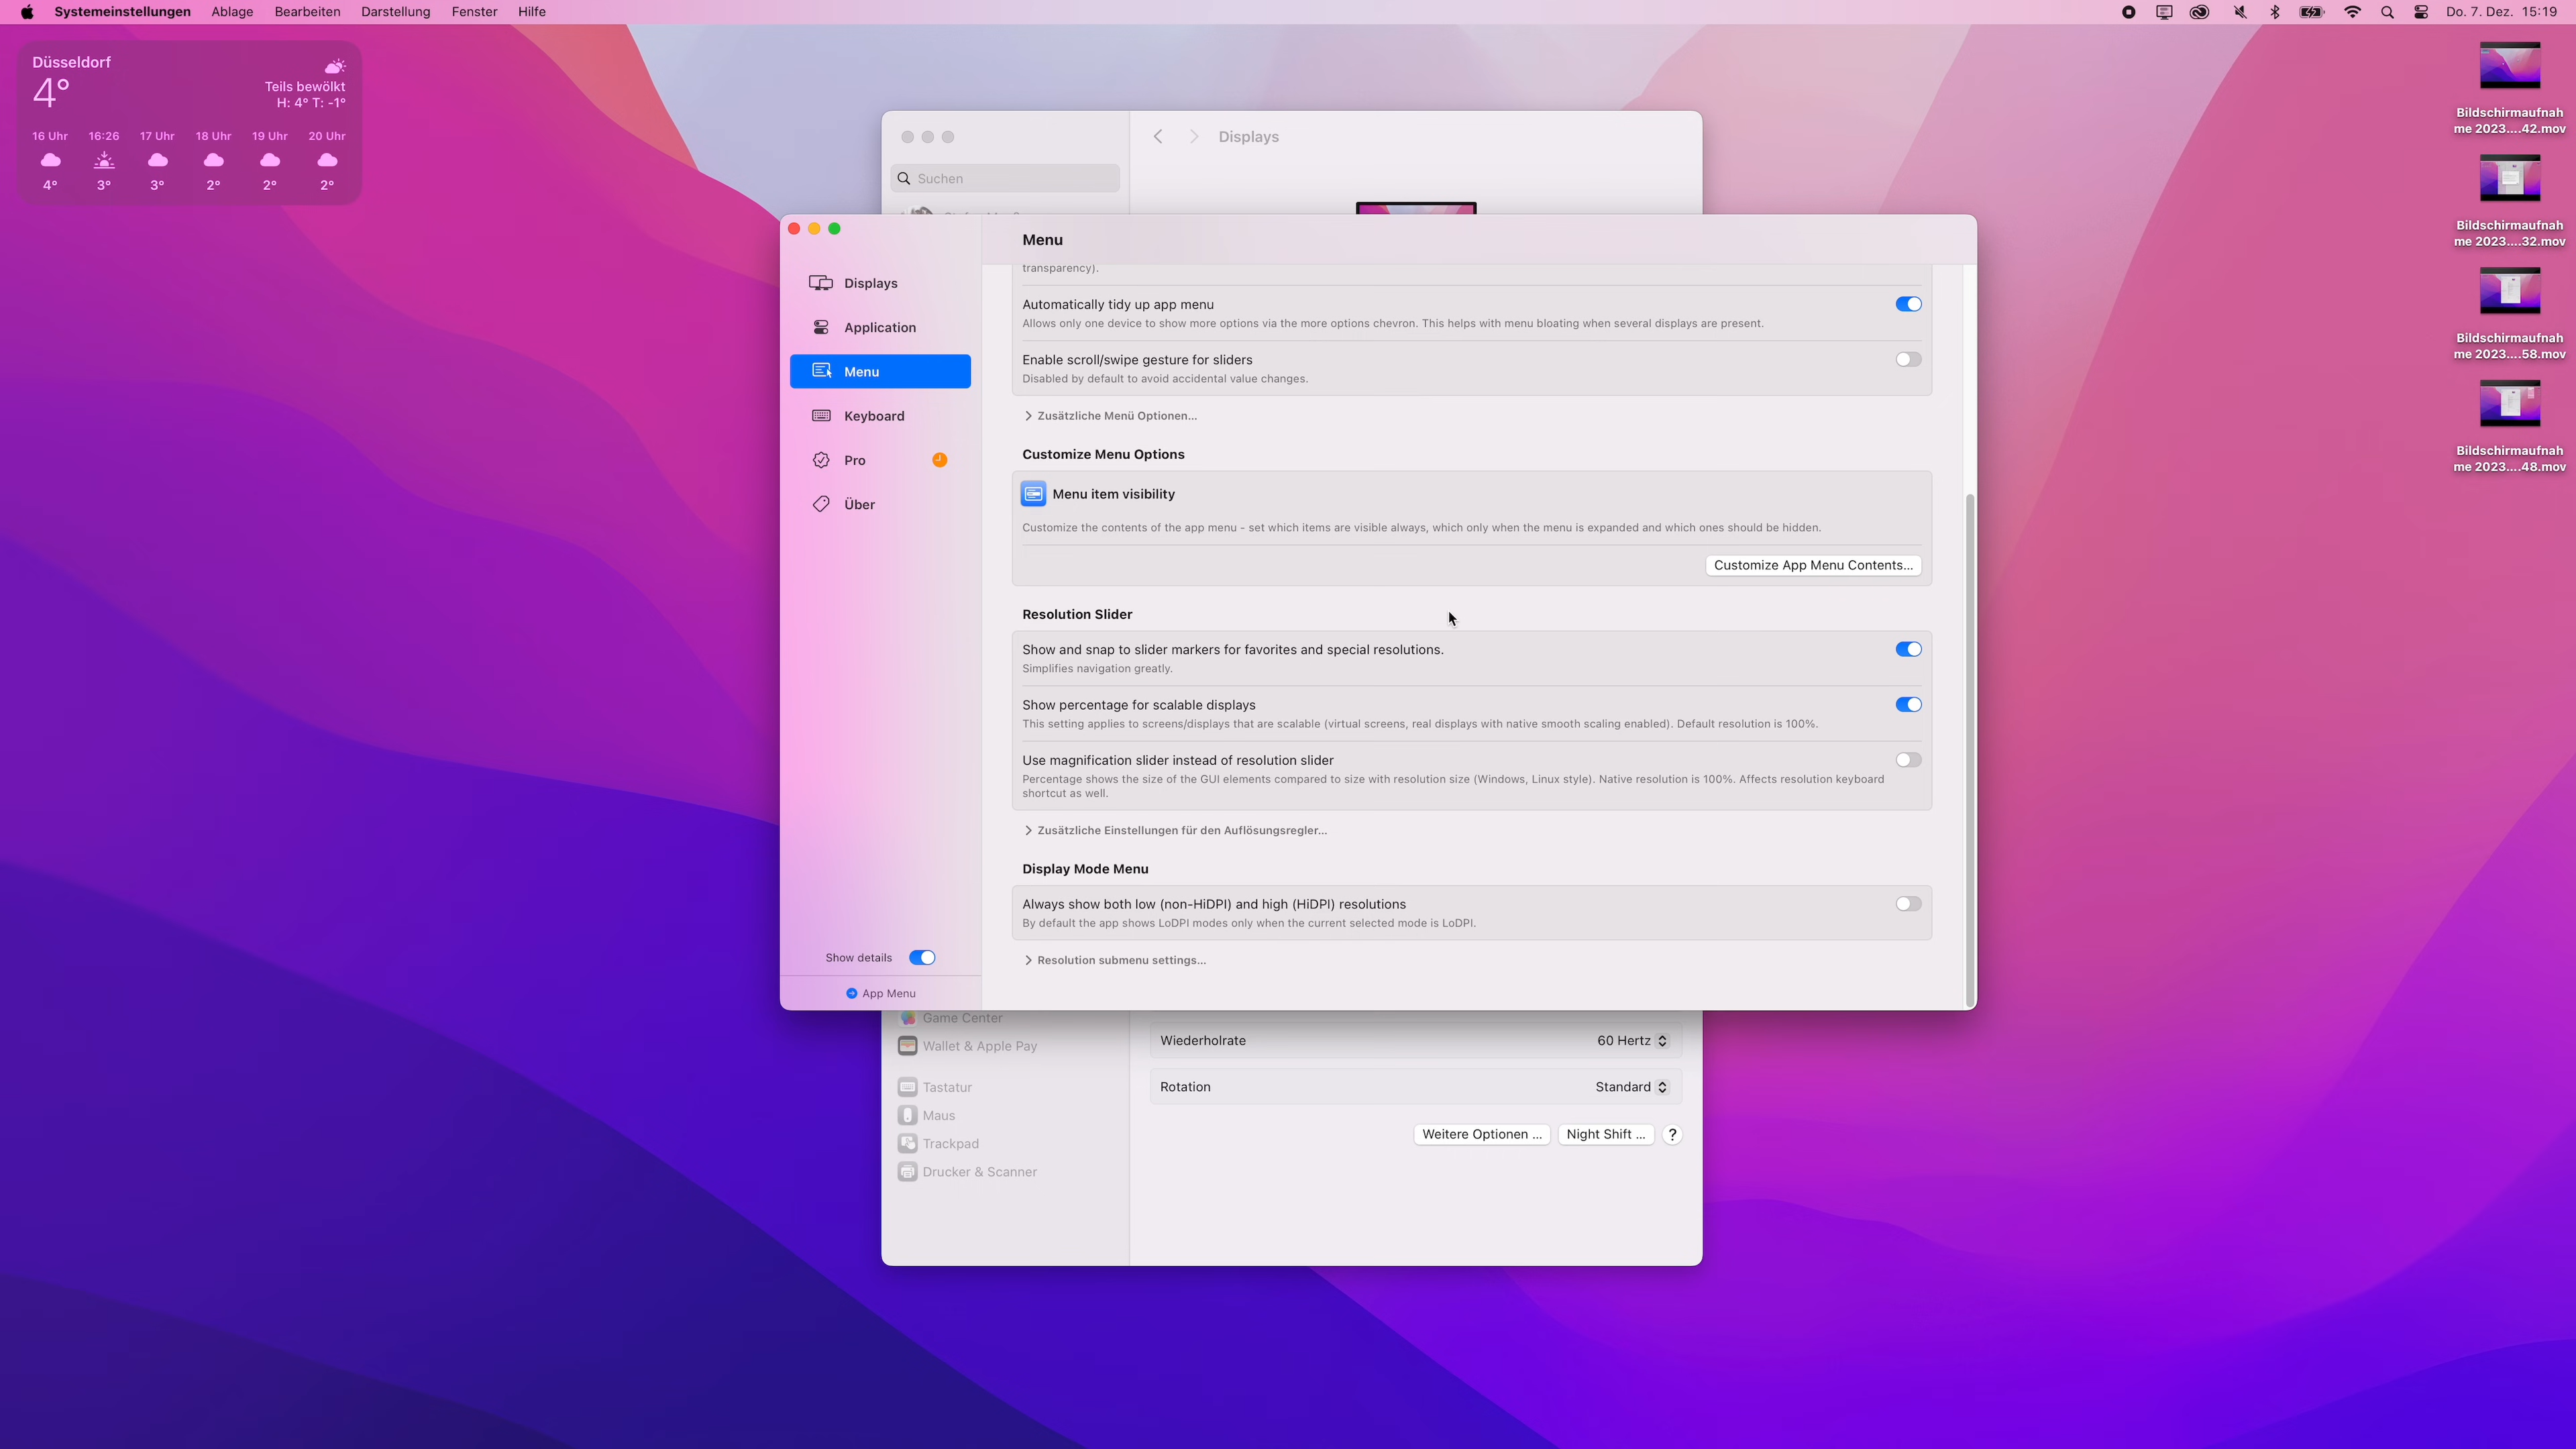 Systemeinstellungen Ablage Bearbeiten Darstellung Fenster Hilfe
Do. 7. Dez. 15:19
Düsseldorf
4°
Teils bewölkt
H: 4° T: -1°
16 Uhr 16:26 17 Uhr 18 Uhr 19 Uhr 20 Uhr
4° 3° 3° 2° 2° 2°
Bildschirmaufnah
me 2023....42.mov
Bildschirmaufnah
me 2023....32.mov
Bildschirmaufnah
me 2023....58.mov
Bildschirmaufnah
me 2023....48.mov
Displays
Suchen
Menu
Displays
Application
Menu
Keyboard
Pro
Über
Show details
App Menu
transparency).
Automatically tidy up app menu
Allows only one device to show more options via the more options chevron. This helps with menu bloating when several displays are present.
Enable scroll/swipe gesture for sliders
Disabled by default to avoid accidental value changes.
Zusätzliche Menü Optionen...
Customize Menu Options
Menu item visibility
Customize the contents of the app menu - set which items are visible always, which only when the menu is expanded and which ones should be hidden.
Customize App Menu Contents...
Resolution Slider
Show and snap to slider markers for favorites and special resolutions.
Simplifies navigation greatly.
Show percentage for scalable displays
This setting applies to screens/displays that are scalable (virtual screens, real displays with native smooth scaling enabled). Default resolution is 100%.
Use magnification slider instead of resolution slider
Percentage shows the size of the GUI elements compared to size with resolution size (Windows, Linux style). Native resolution is 100%. Affects resolution keyboard
shortcut as well.
Zusätzliche Einstellungen für den Auflösungsregler...
Display Mode Menu
Always show both low (non-HiDPI) and high (HiDPI) resolutions
By default the app shows LoDPI modes only when the current selected mode is LoDPI.
Resolution submenu settings...
Game Center
Wallet & Apple Pay
Tastatur
Maus
Trackpad
Drucker & Scanner
Wiederholrate 60 Hertz
Rotation Standard
Weitere Optionen ... Night Shift ... ?